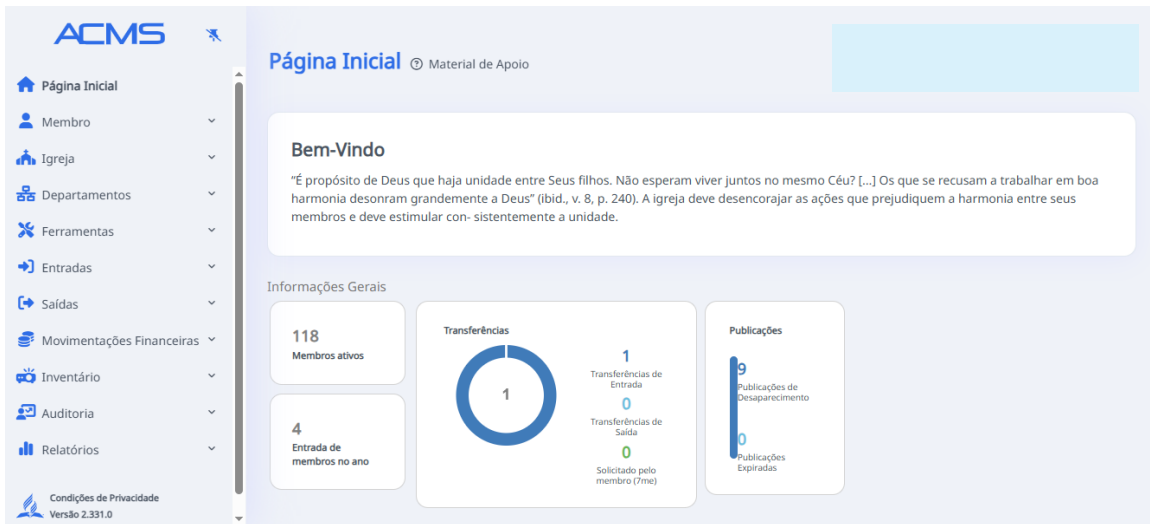 ACMS
Página Inicial
Membro
Igreja
Departamentos
Ferramentas
Entradas
Saídas
Movimentações Financeiras
Inventário
Auditoria
Relatórios
Condições de Privacidade
Versão 2.331.0
Página Inicial ? Material de Apoio
Bem-Vindo
“É propósito de Deus que haja unidade entre Seus filhos. Não esperam viver juntos no mesmo Céu? [...] Os que se recusam a trabalhar em boa
harmonia desonram grandemente a Deus” (ibid., v. 8, p. 240). A igreja deve desencorajar as ações que prejudiquem a harmonia entre seus
membros e deve estimular con- sistentemente a unidade.
Informações Gerais
118
Membros ativos
4
Entrada de
membros no ano
Transferências
1
1
Transferências de
Entrada
0
Transferências de
Saída
0
Solicitado pelo
membro (7me)
Publicações
9
Publicações de
Desaparecimento
0
Publicações
Expiradas